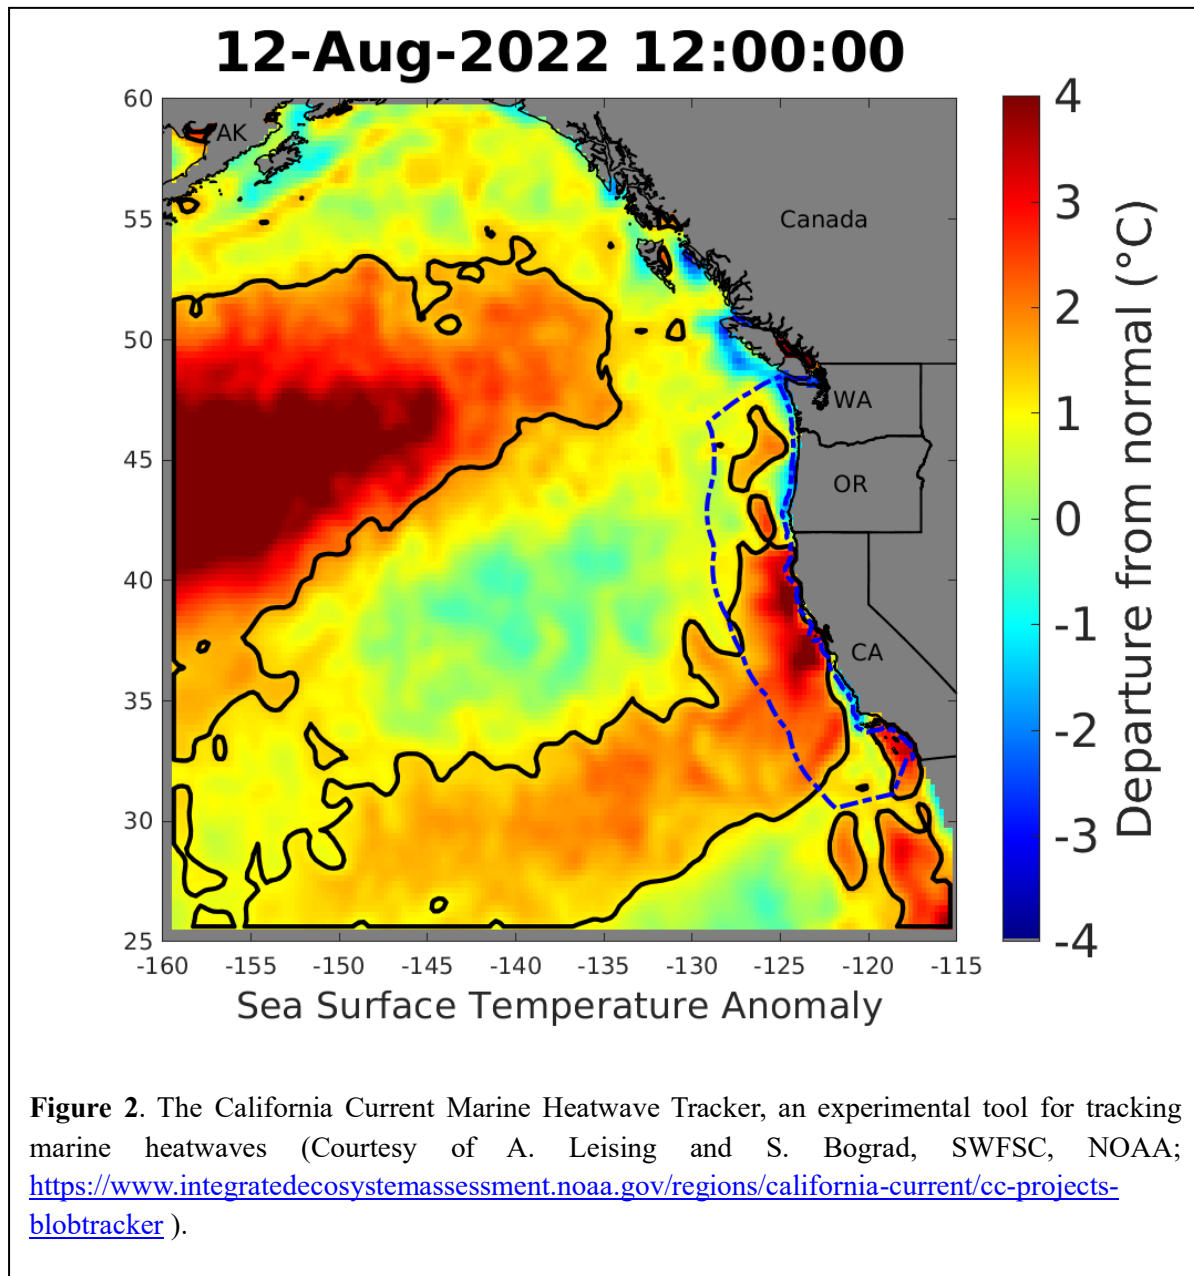 12-Aug-2022 12:00:00
60
55
50
45
40
35
30
25
AK
Canada
WA
OR
CA
-160 -155 -150 -145 -140 -135 -130 -125 -120 -115
Sea Surface Temperature Anomaly
4
3
2
1
0
-1
-2
-3
-4
Departure from normal (°C)
Figure 2. The California Current Marine Heatwave Tracker, an experimental tool for tracking
marine heatwaves (Courtesy of A. Leising and S. Bograd, SWFSC, NOAA;
https://www.integratedecosystemassessment.noaa.gov/regions/california-current/cc-projects-
blobtracker ).